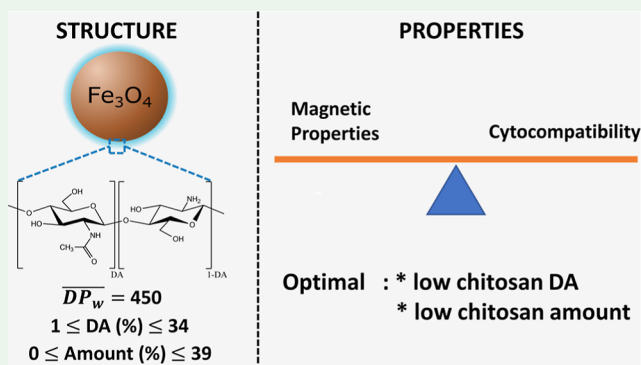 STRUCTURE
Fe₃O₄
OH
O
HO
O
NH
CH₃
O
DA
O
HO
NH₂
O
OH
1-DA
DPw = 450
1 ≤ DA (%) ≤ 34
0 ≤ Amount (%) ≤ 39
PROPERTIES
Magnetic
Properties
Cytocompatibility
Optimal : * low chitosan DA
* low chitosan amount